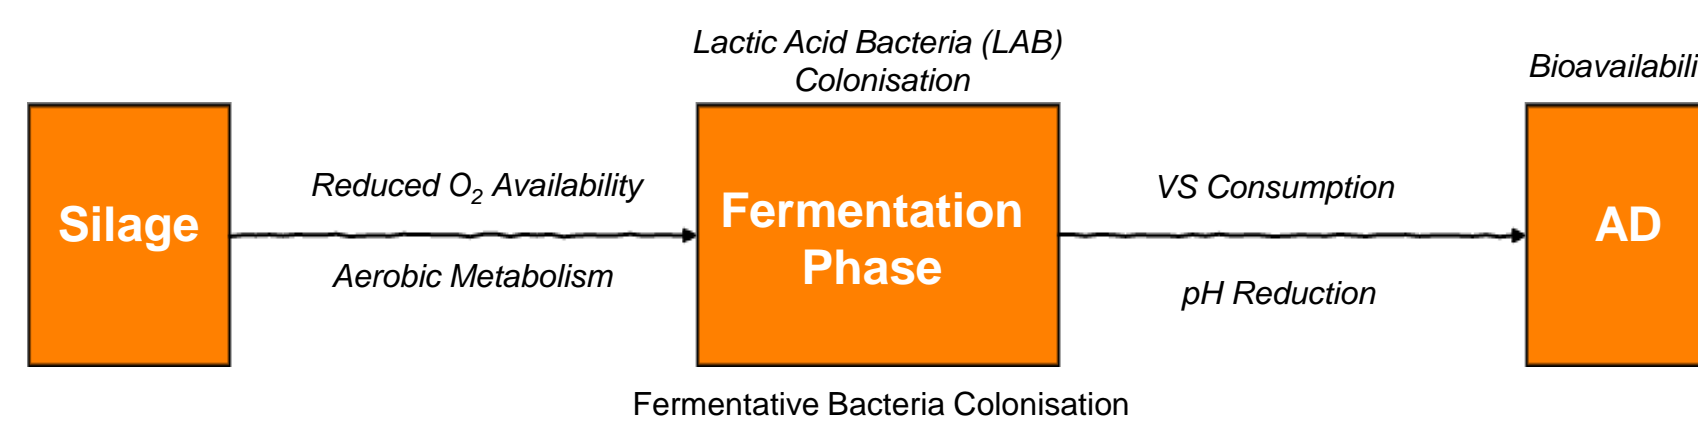 Lactic Acid Bacteria (LAB)
Colonisation
Bioavailabili
Reduced O₂ Availability
VS Consumption
Silage
Fermentation
Phase
AD
Aerobic Metabolism
pH Reduction
Fermentative Bacteria Colonisation